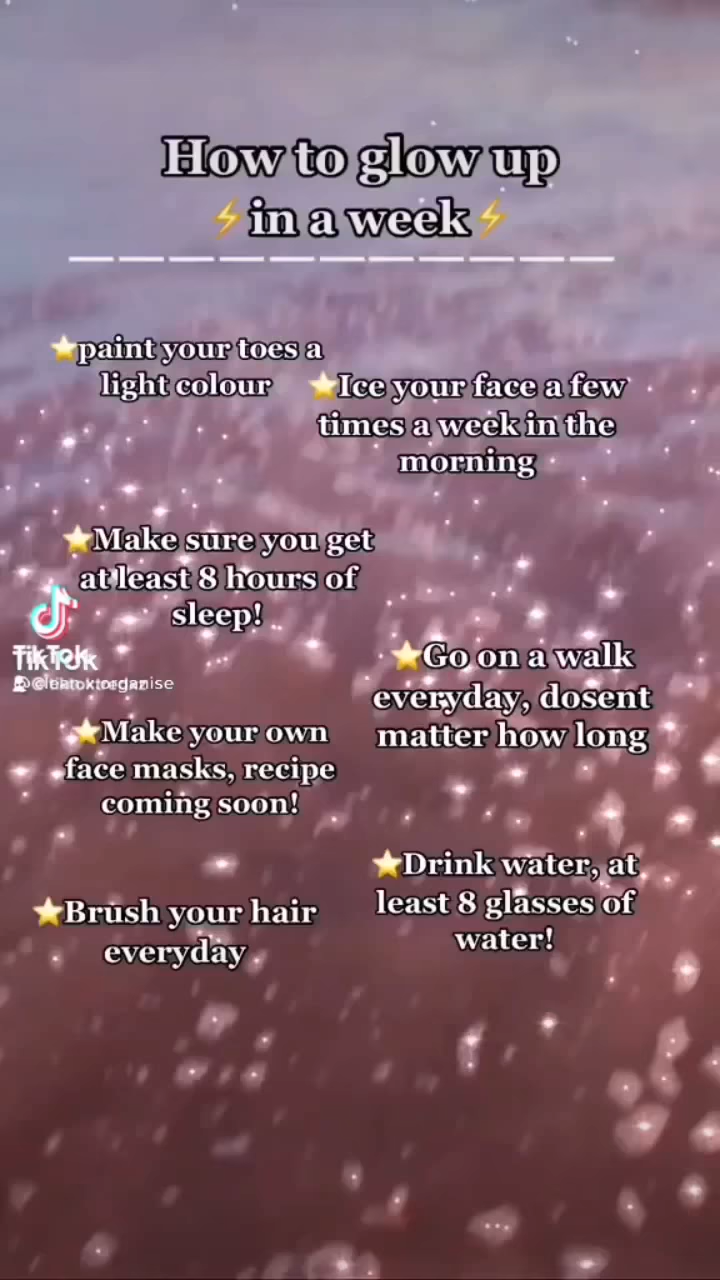 How to glow up
⚡in a week⚡
⭐paint your toes a
light colour
⭐Ice your face a few
times a week in the
morning
⭐Make sure you get
at least 8 hours of
sleep!
TikTok
⭐Go on a walk
everyday, dosent
matter how long
⭐Make your own
face masks, recipe
coming soon!
⭐Drink water, at
least 8 glasses of
water!
⭐Brush your hair
everyday